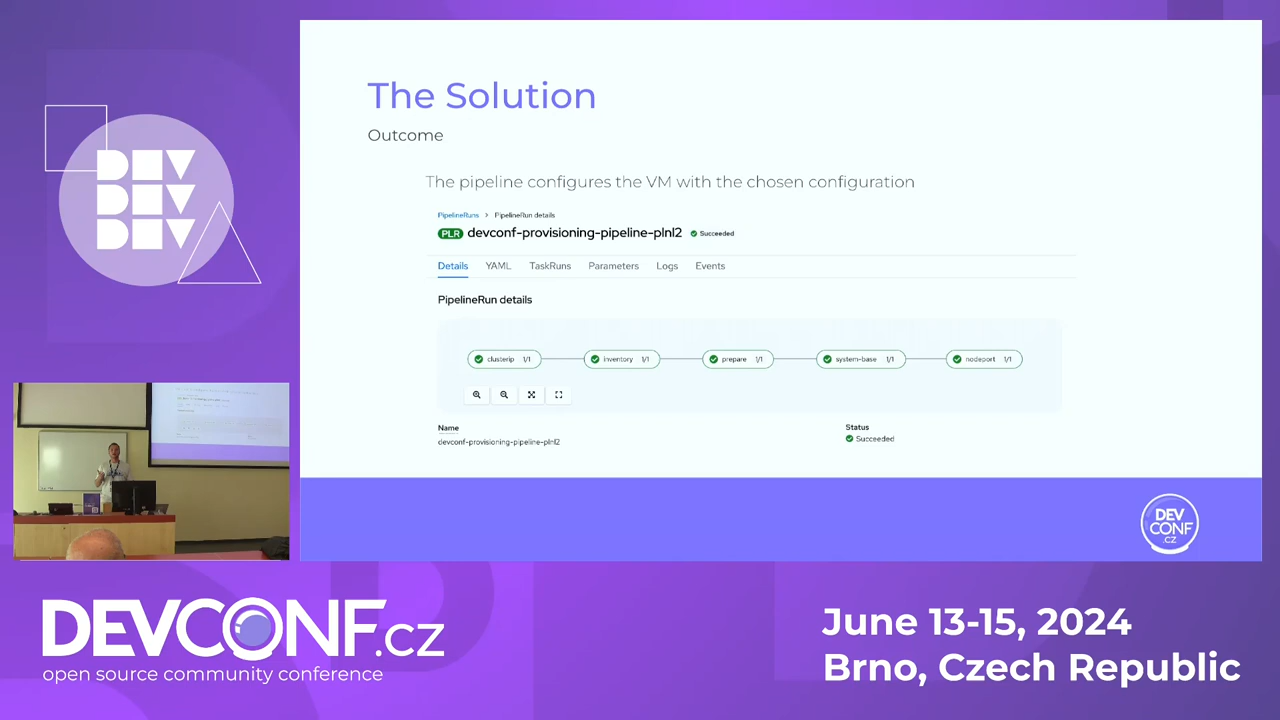 DEV
DEV
DEV
The Solution
Outcome
The pipeline configures the VM with the chosen configuration
PipelineRuns > PipelineRun details
PLR devconf-provisioning-pipeline-plnl2 Succeeded
Details YAML TaskRuns Parameters Logs Events
PipelineRun details
clusterip 1/1 inventory 1/1 prepare 1/1 system-base 1/1 nodeport 1/1
Name
devconf-provisioning-pipeline-plnl2
Status
Succeeded
DEV
CONF
.CZ
DEVCONF.cz
open source community conference
June 13-15, 2024
Brno, Czech Republic